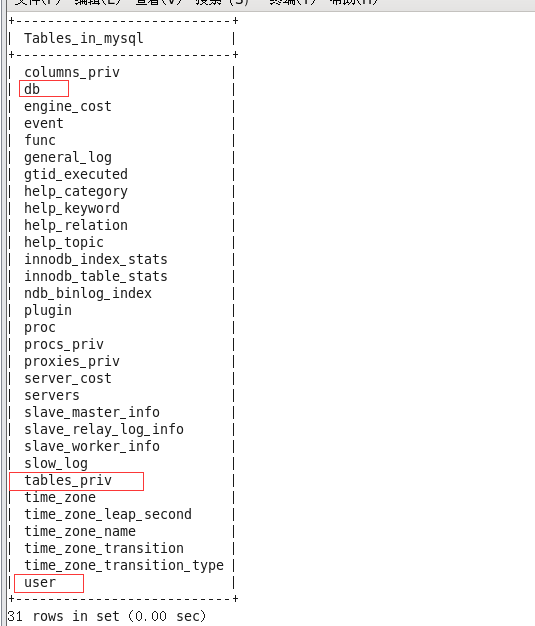 +---------------------------+
| Tables_in_mysql           |
+---------------------------+
| columns_priv              |
| db                        |
| engine_cost               |
| event                     |
| func                      |
| general_log               |
| gtid_executed             |
| help_category             |
| help_keyword              |
| help_relation             |
| help_topic                |
| innodb_index_stats        |
| innodb_table_stats        |
| ndb_binlog_index          |
| plugin                    |
| proc                      |
| procs_priv                |
| proxies_priv              |
| server_cost               |
| servers                   |
| slave_master_info         |
| slave_relay_log_info      |
| slave_worker_info         |
| slow_log                  |
| tables_priv               |
| time_zone                 |
| time_zone_leap_second     |
| time_zone_name            |
| time_zone_transition      |
| time_zone_transition_type |
| user                      |
+---------------------------+
31 rows in set (0.00 sec)